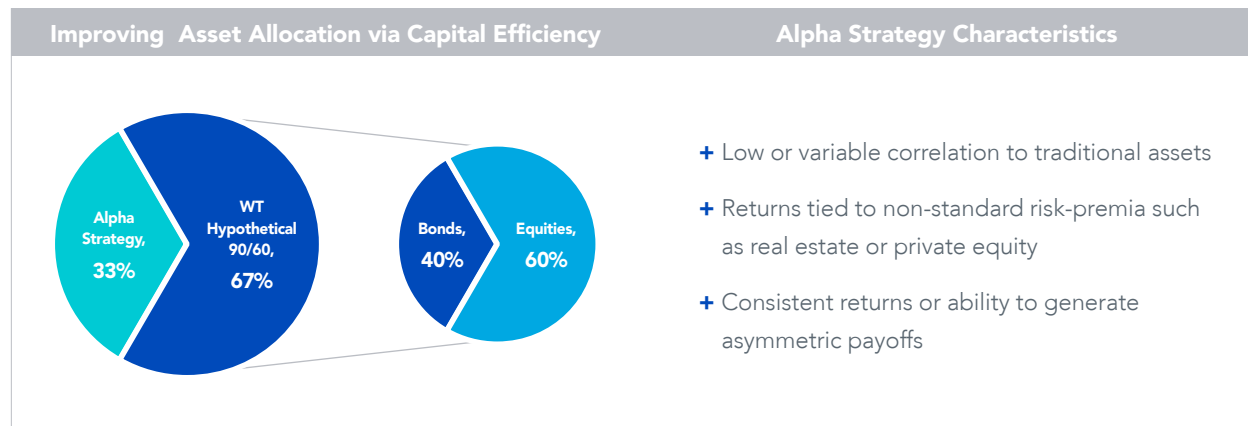 Improving Asset Allocation via Capital Efficiency
Alpha Strategy Characteristics
Alpha
Strategy,
33%
WT
Hypothetical
90/60,
67%
Bonds,
40%
Equities,
60%
+ Low or variable correlation to traditional assets
+ Returns tied to non-standard risk-premia such
as real estate or private equity
+ Consistent returns or ability to generate
asymmetric payoffs